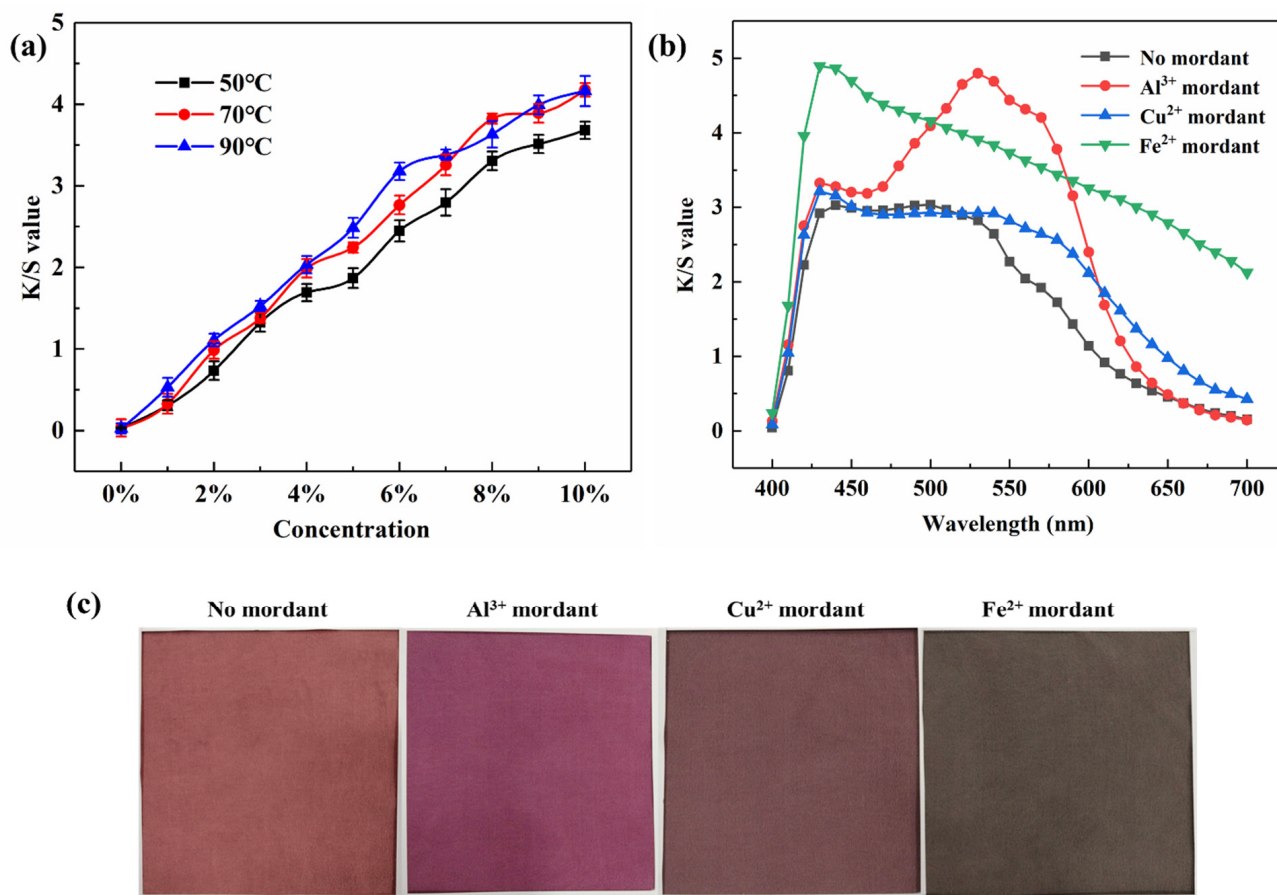 (a)
5
4
3
2
1
0
K/S value
50°C
70°C
90°C
0% 2% 4% 6% 8% 10%
Concentration
(b)
5
4
3
2
1
0
K/S value
No mordant
Al³⁺ mordant
Cu²⁺ mordant
Fe²⁺ mordant
400 450 500 550 600 650 700
Wavelength (nm)
(c)
No mordant Al³⁺ mordant Cu²⁺ mordant Fe²⁺ mordant